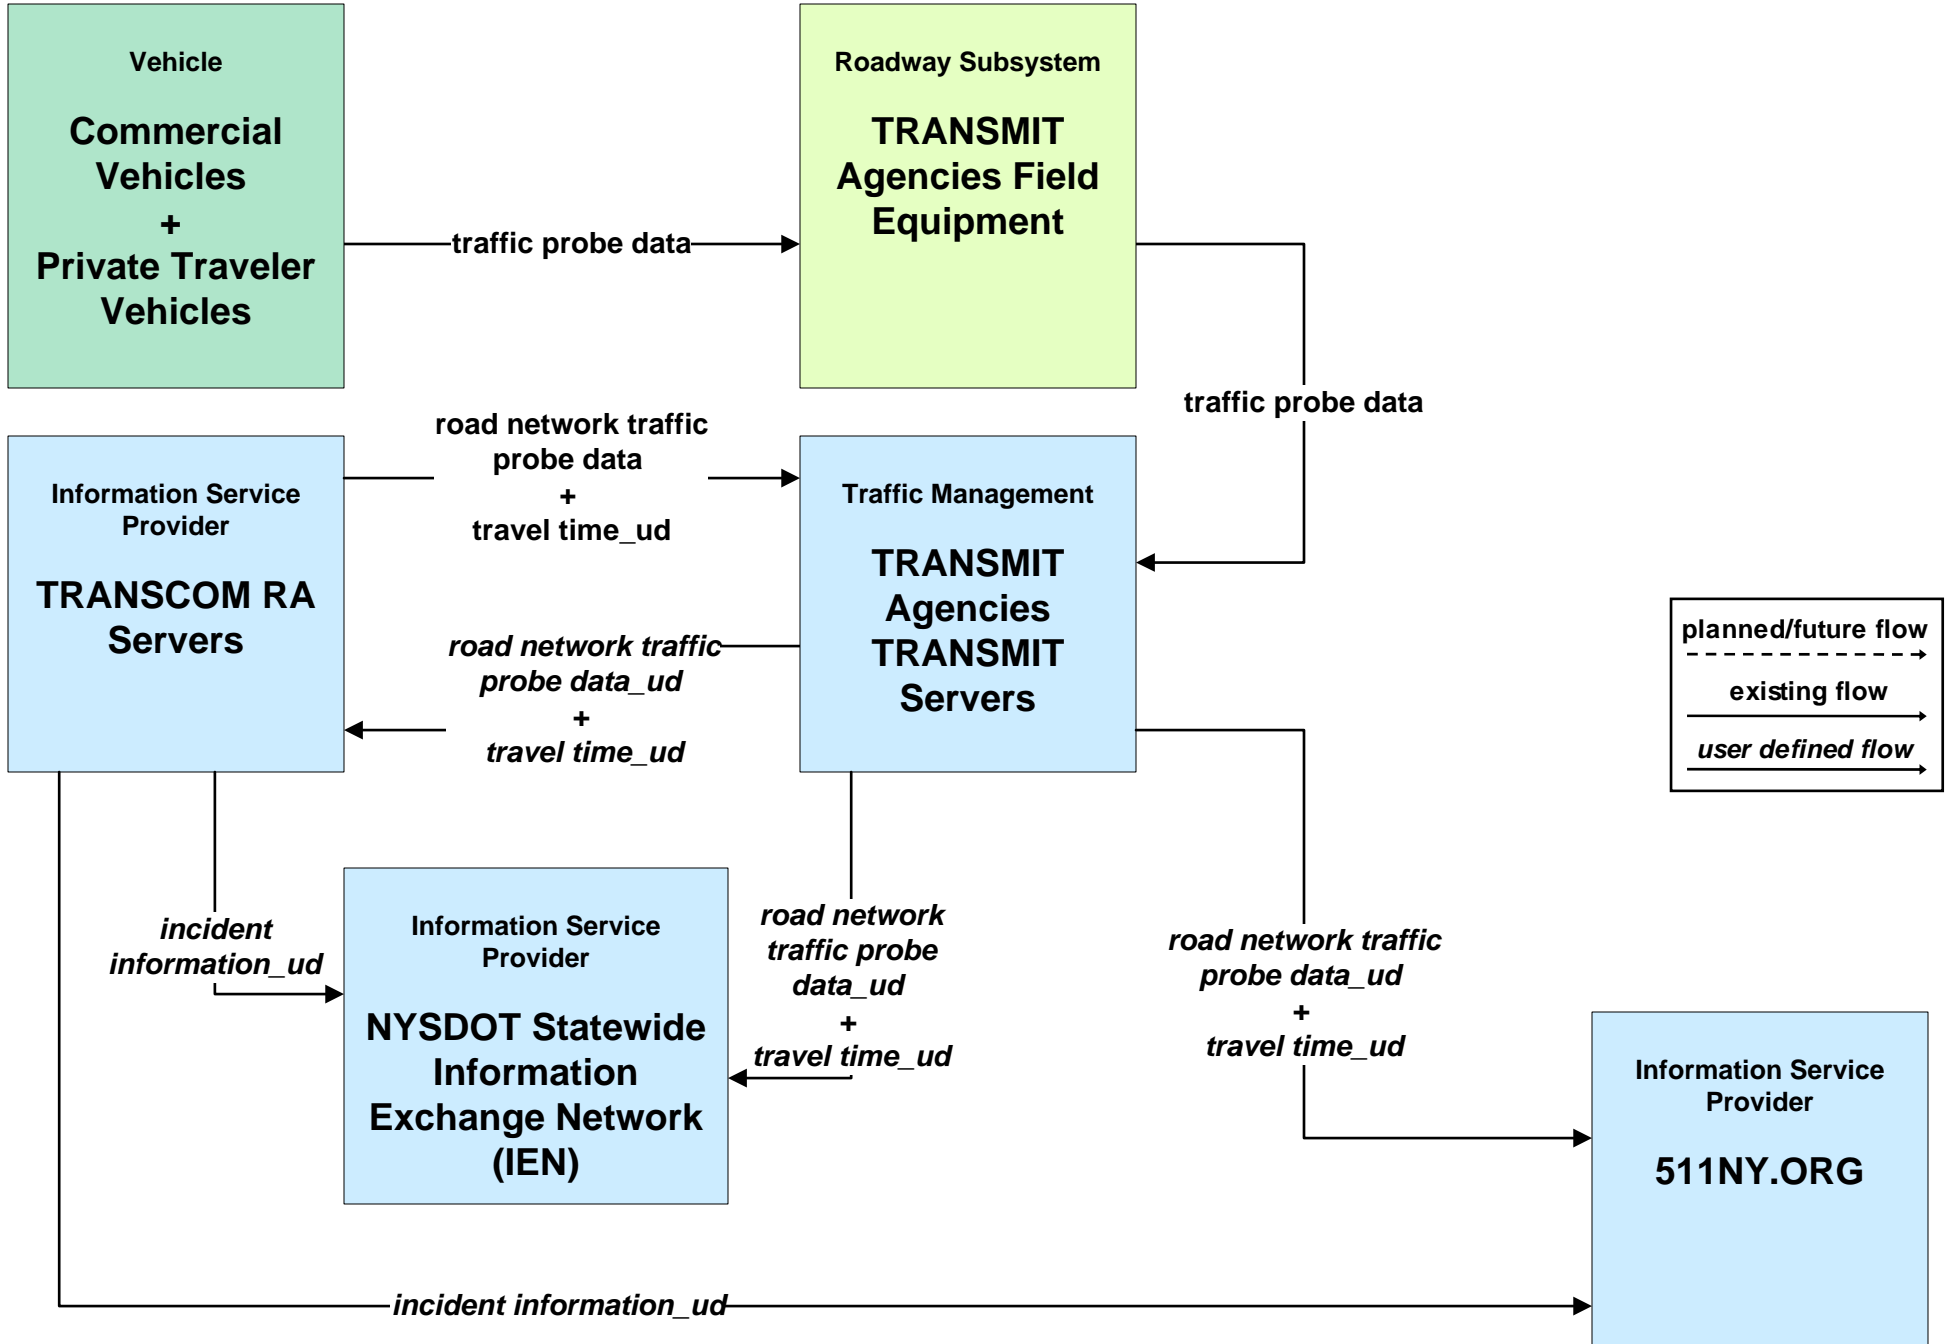 Vehicle
Commercial
Vehicles
+
Private Traveler
Vehicles
traffic probe data
Roadway Subsystem
TRANSMIT
Agencies Field
Equipment
traffic probe data
Information Service
Provider
TRANSCOM RA
Servers
road network traffic
probe data
+
travel time_ud
Traffic Management
TRANSMIT
Agencies
TRANSMIT
Servers
road network traffic
probe data_ud
+
travel time_ud
planned/future flow
existing flow
user defined flow
incident
information_ud
Information Service
Provider
NYSDOT Statewide
Information
Exchange Network
(IEN)
road network
traffic probe
data_ud
+
travel time_ud
road network traffic
probe data_ud
+
travel time_ud
Information Service
Provider
511NY.ORG
incident information_ud